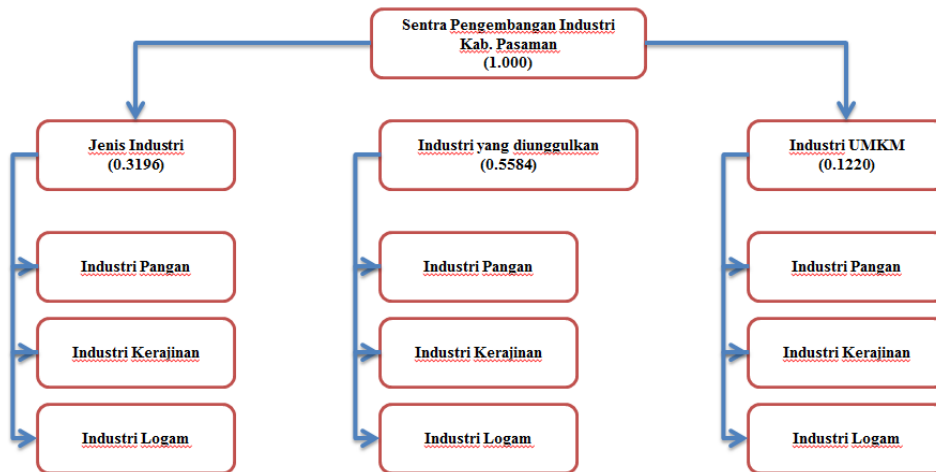 Sentra Pengembangan Industri
Kab. Pasaman
(1.000)
Jenis Industri
(0.3196)
Industri yang diunggulkan
(0.5584)
Industri UMKM
(0.1220)
Industri Pangan
Industri Pangan
Industri Pangan
Industri Kerajinan
Industri Kerajinan
Industri Kerajinan
Industri Logam
Industri Logam
Industri Logam